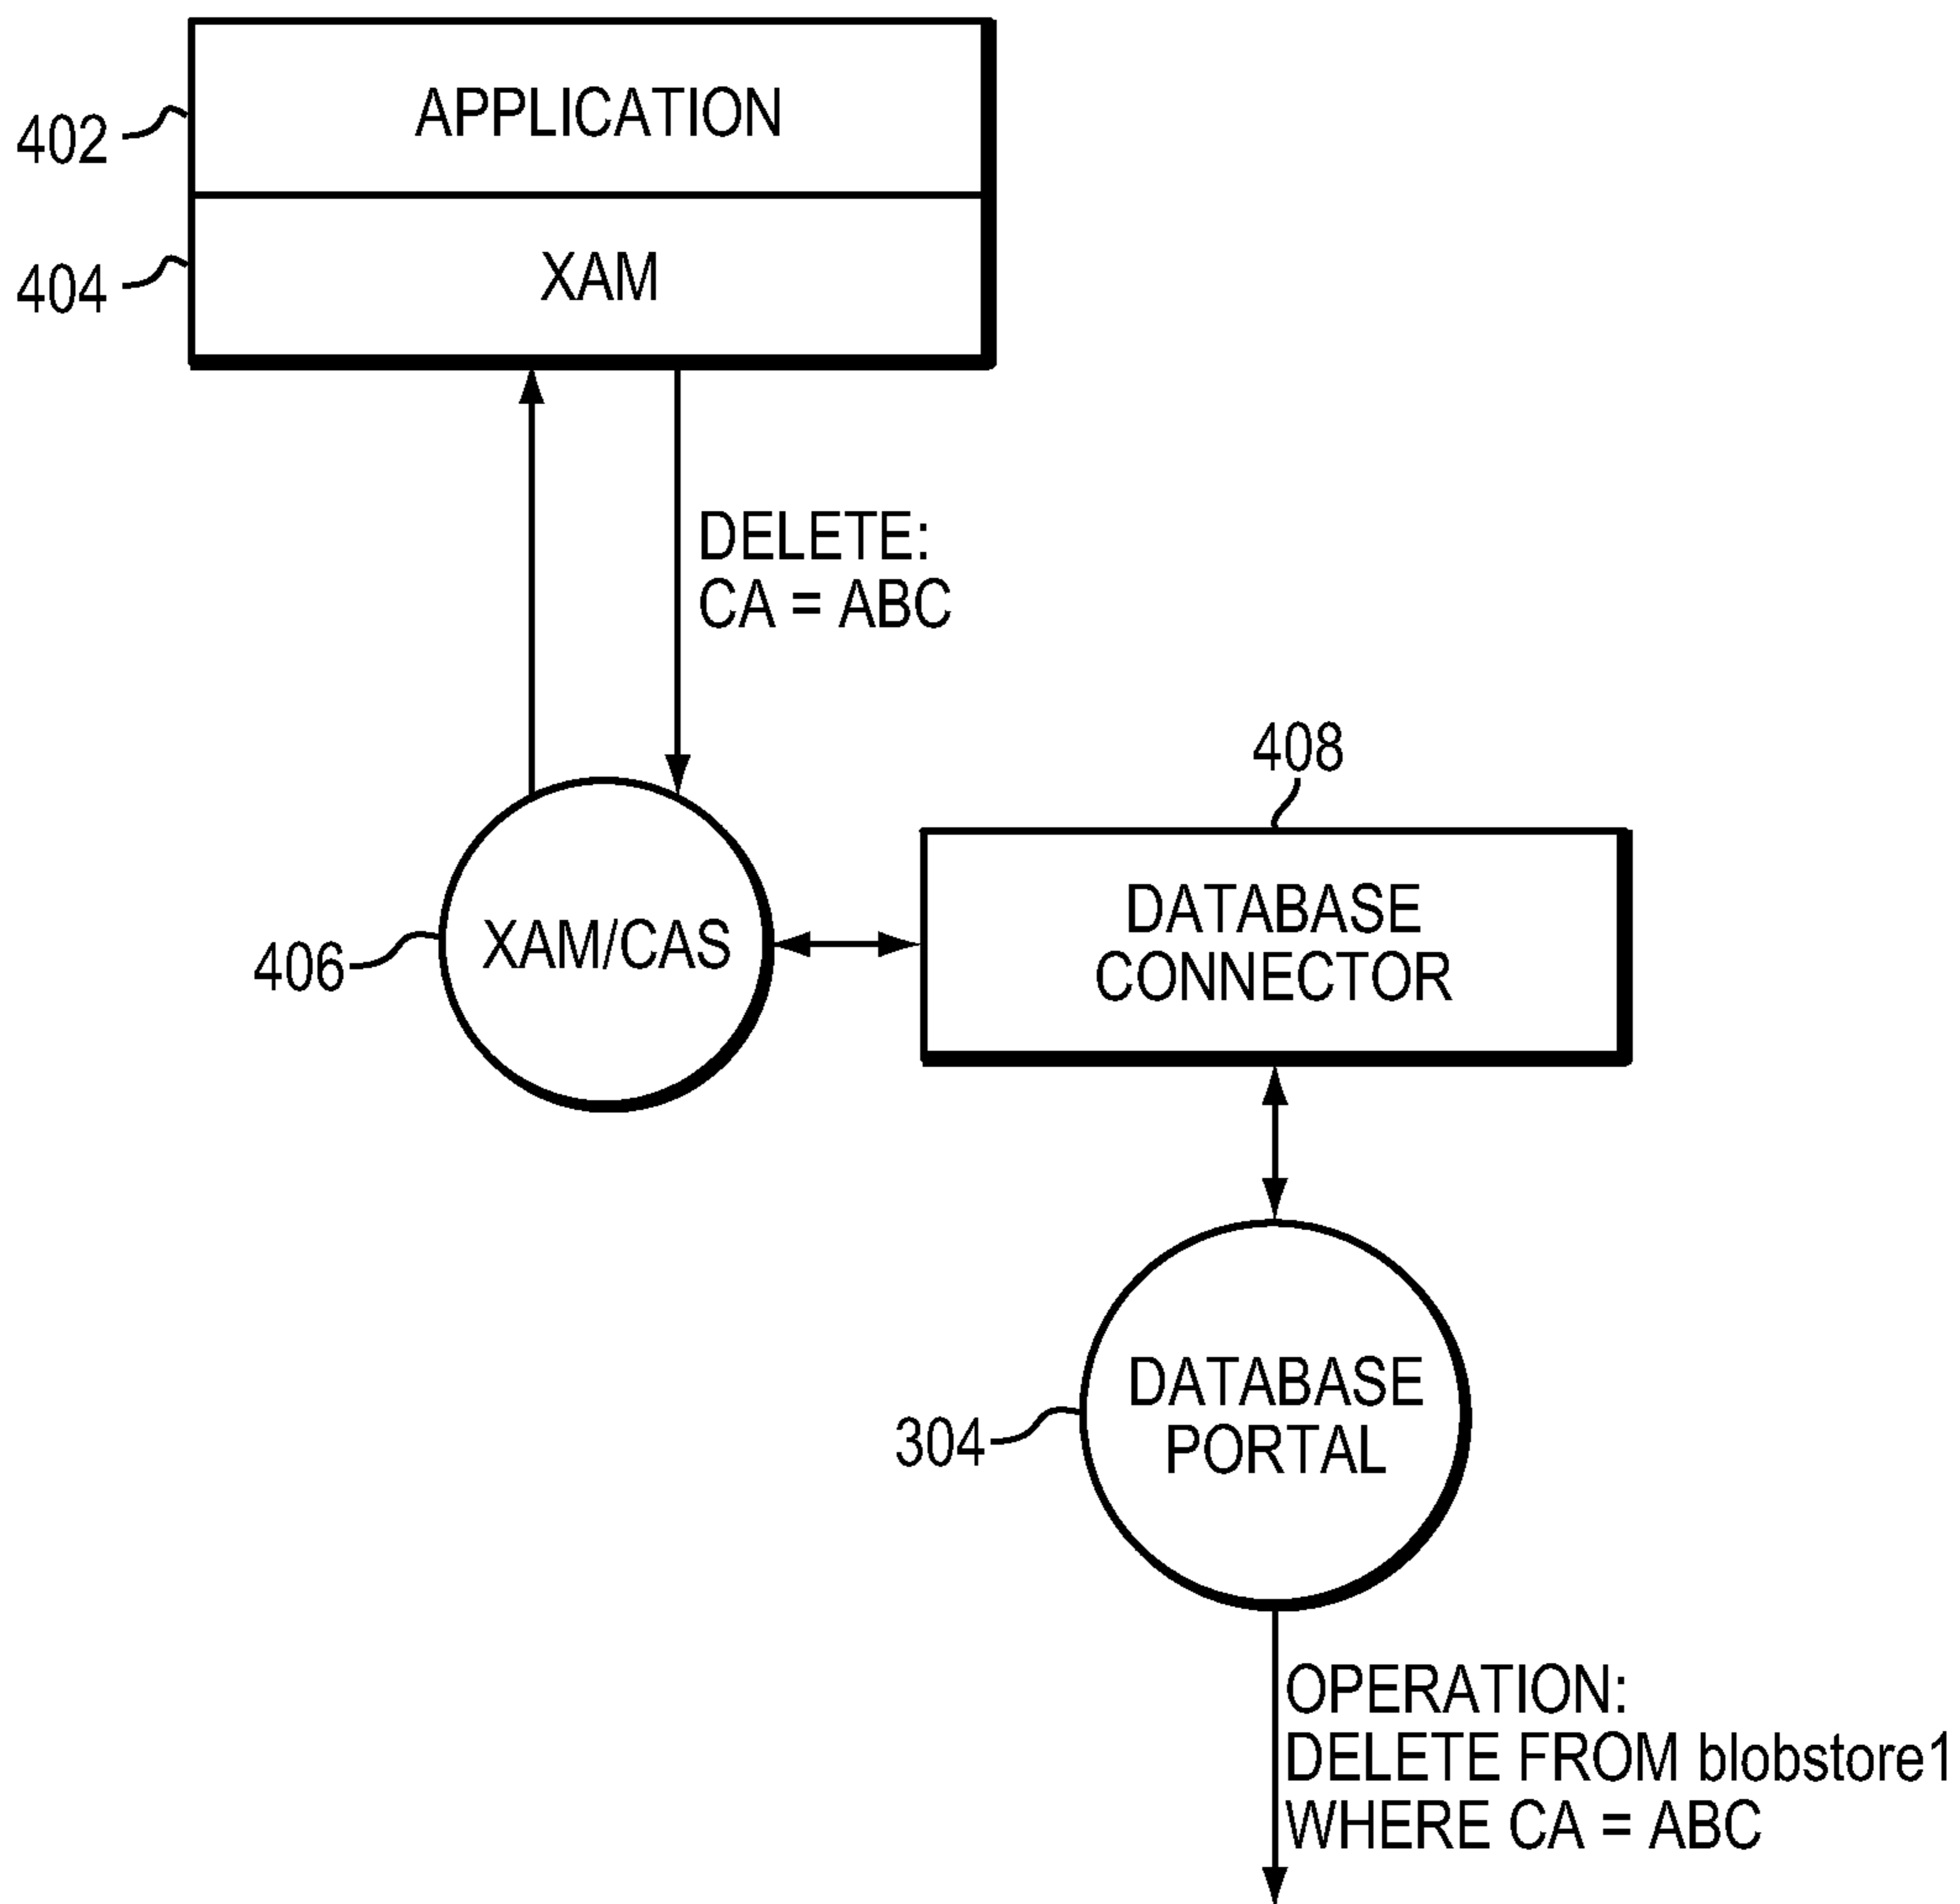 APPLICATION
402
XAM
404
DELETE:
CA = ABC
408
DATABASE
CONNECTOR
XAM/CAS
406
DATABASE
PORTAL
304
OPERATION:
DELETE FROM blobstore1
WHERE CA = ABC